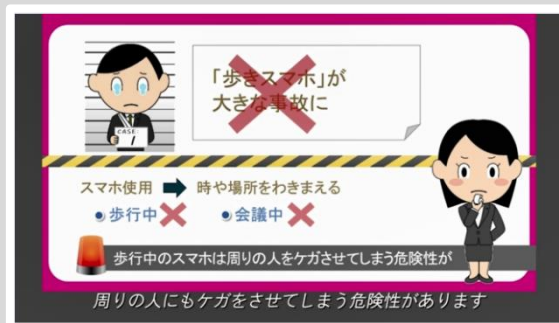 「歩きスマホ」が
大きな事故に
CASE:
1
スマホ使用 ➡ 時や場所をわきまえる
●歩行中❌ ●会議中❌
歩行中のスマホは周りの人をケガさせてしまう危険性が
周りの人にもケガをさせてしまう危険性があります